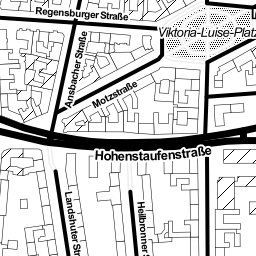 Regensburger Straße
Viktoria-Luise-Platz
Ansbacher Straße
Motzstraße
Hohenstaufenstraße
Landshuter Str
Heilbronner S